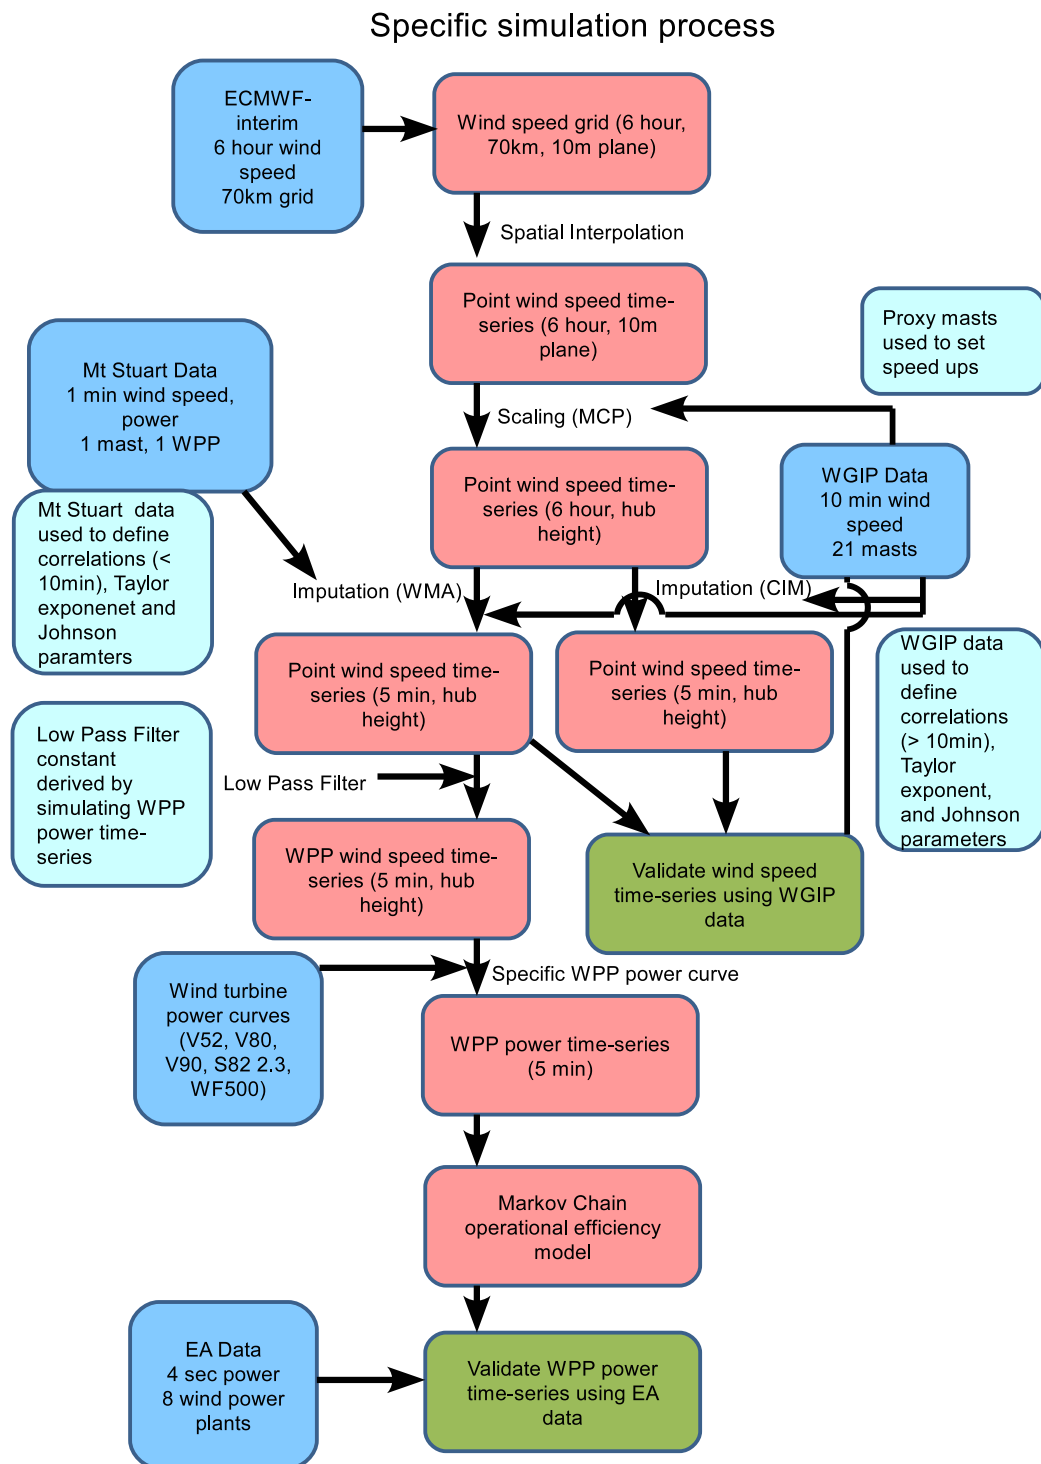 Specific simulation process
ECMWF-
interim
6 hour wind
speed
70km grid
Wind speed grid (6 hour,
70km, 10m plane)
Spatial Interpolation
Point wind speed time-
series (6 hour, 10m
plane)
Proxy masts
used to set
speed ups
Mt Stuart Data
1 min wind speed,
power
1 mast, 1 WPP
Scaling (MCP)
Point wind speed time-
series (6 hour, hub
height)
WGIP Data
10 min wind
speed
21 masts
Mt Stuart  data
used to define
correlations (<
10min), Taylor
exponenet and
Johnson
paramters
Imputation (WMA)
Imputation (CIM)
Point wind speed time-
series (5 min, hub
height)
Point wind speed time-
series (5 min, hub
height)
WGIP data
used to
define
correlations
(> 10min),
Taylor
exponent,
and Johnson
parameters
Low Pass Filter
constant
derived by
simulating WPP
power time-
series
Low Pass Filter
WPP wind speed time-
series (5 min, hub
height)
Validate wind speed
time-series using WGIP
data
Wind turbine
power curves
(V52, V80,
V90, S82 2.3,
WF500)
Specific WPP power curve
WPP power time-series
(5 min)
Markov Chain
operational efficiency
model
EA Data
4 sec power
8 wind power
plants
Validate WPP power
time-series using EA
data